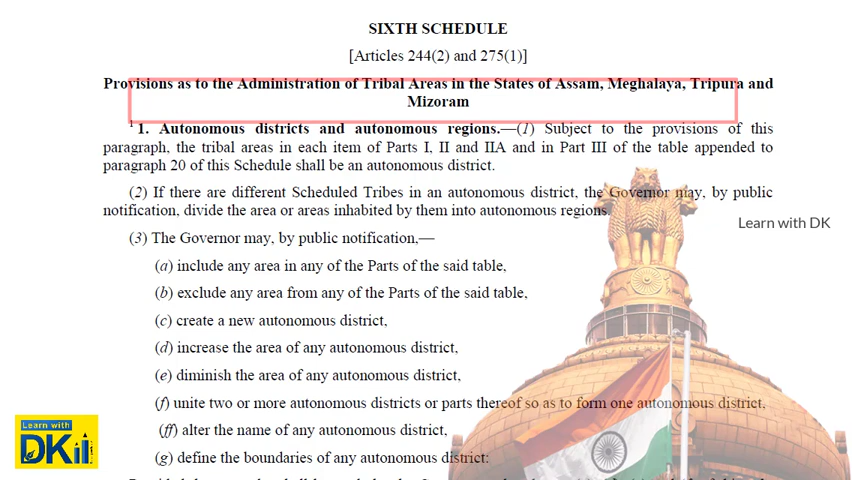 SIXTH SCHEDULE
[Articles 244(2) and 275(1)]
Provisions as to the Administration of Tribal Areas in the States of Assam, Meghalaya, Tripura and
Mizoram
¹1. Autonomous districts and autonomous regions.—(1) Subject to the provisions of this
paragraph, the tribal areas in each item of Parts I, II and IIA and in Part III of the table appended to
paragraph 20 of this Schedule shall be an autonomous district.
(2) If there are different Scheduled Tribes in an autonomous district, the Governor may, by public
notification, divide the area or areas inhabited by them into autonomous regions.
Learn with DK
(3) The Governor may, by public notification,—
(a) include any area in any of the Parts of the said table,
(b) exclude any area from any of the Parts of the said table,
(c) create a new autonomous district,
(d) increase the area of any autonomous district,
(e) diminish the area of any autonomous district,
(f) unite two or more autonomous districts or parts thereof so as to form one autonomous district,
(ff) alter the name of any autonomous district,
(g) define the boundaries of any autonomous district:
Learn with
DK